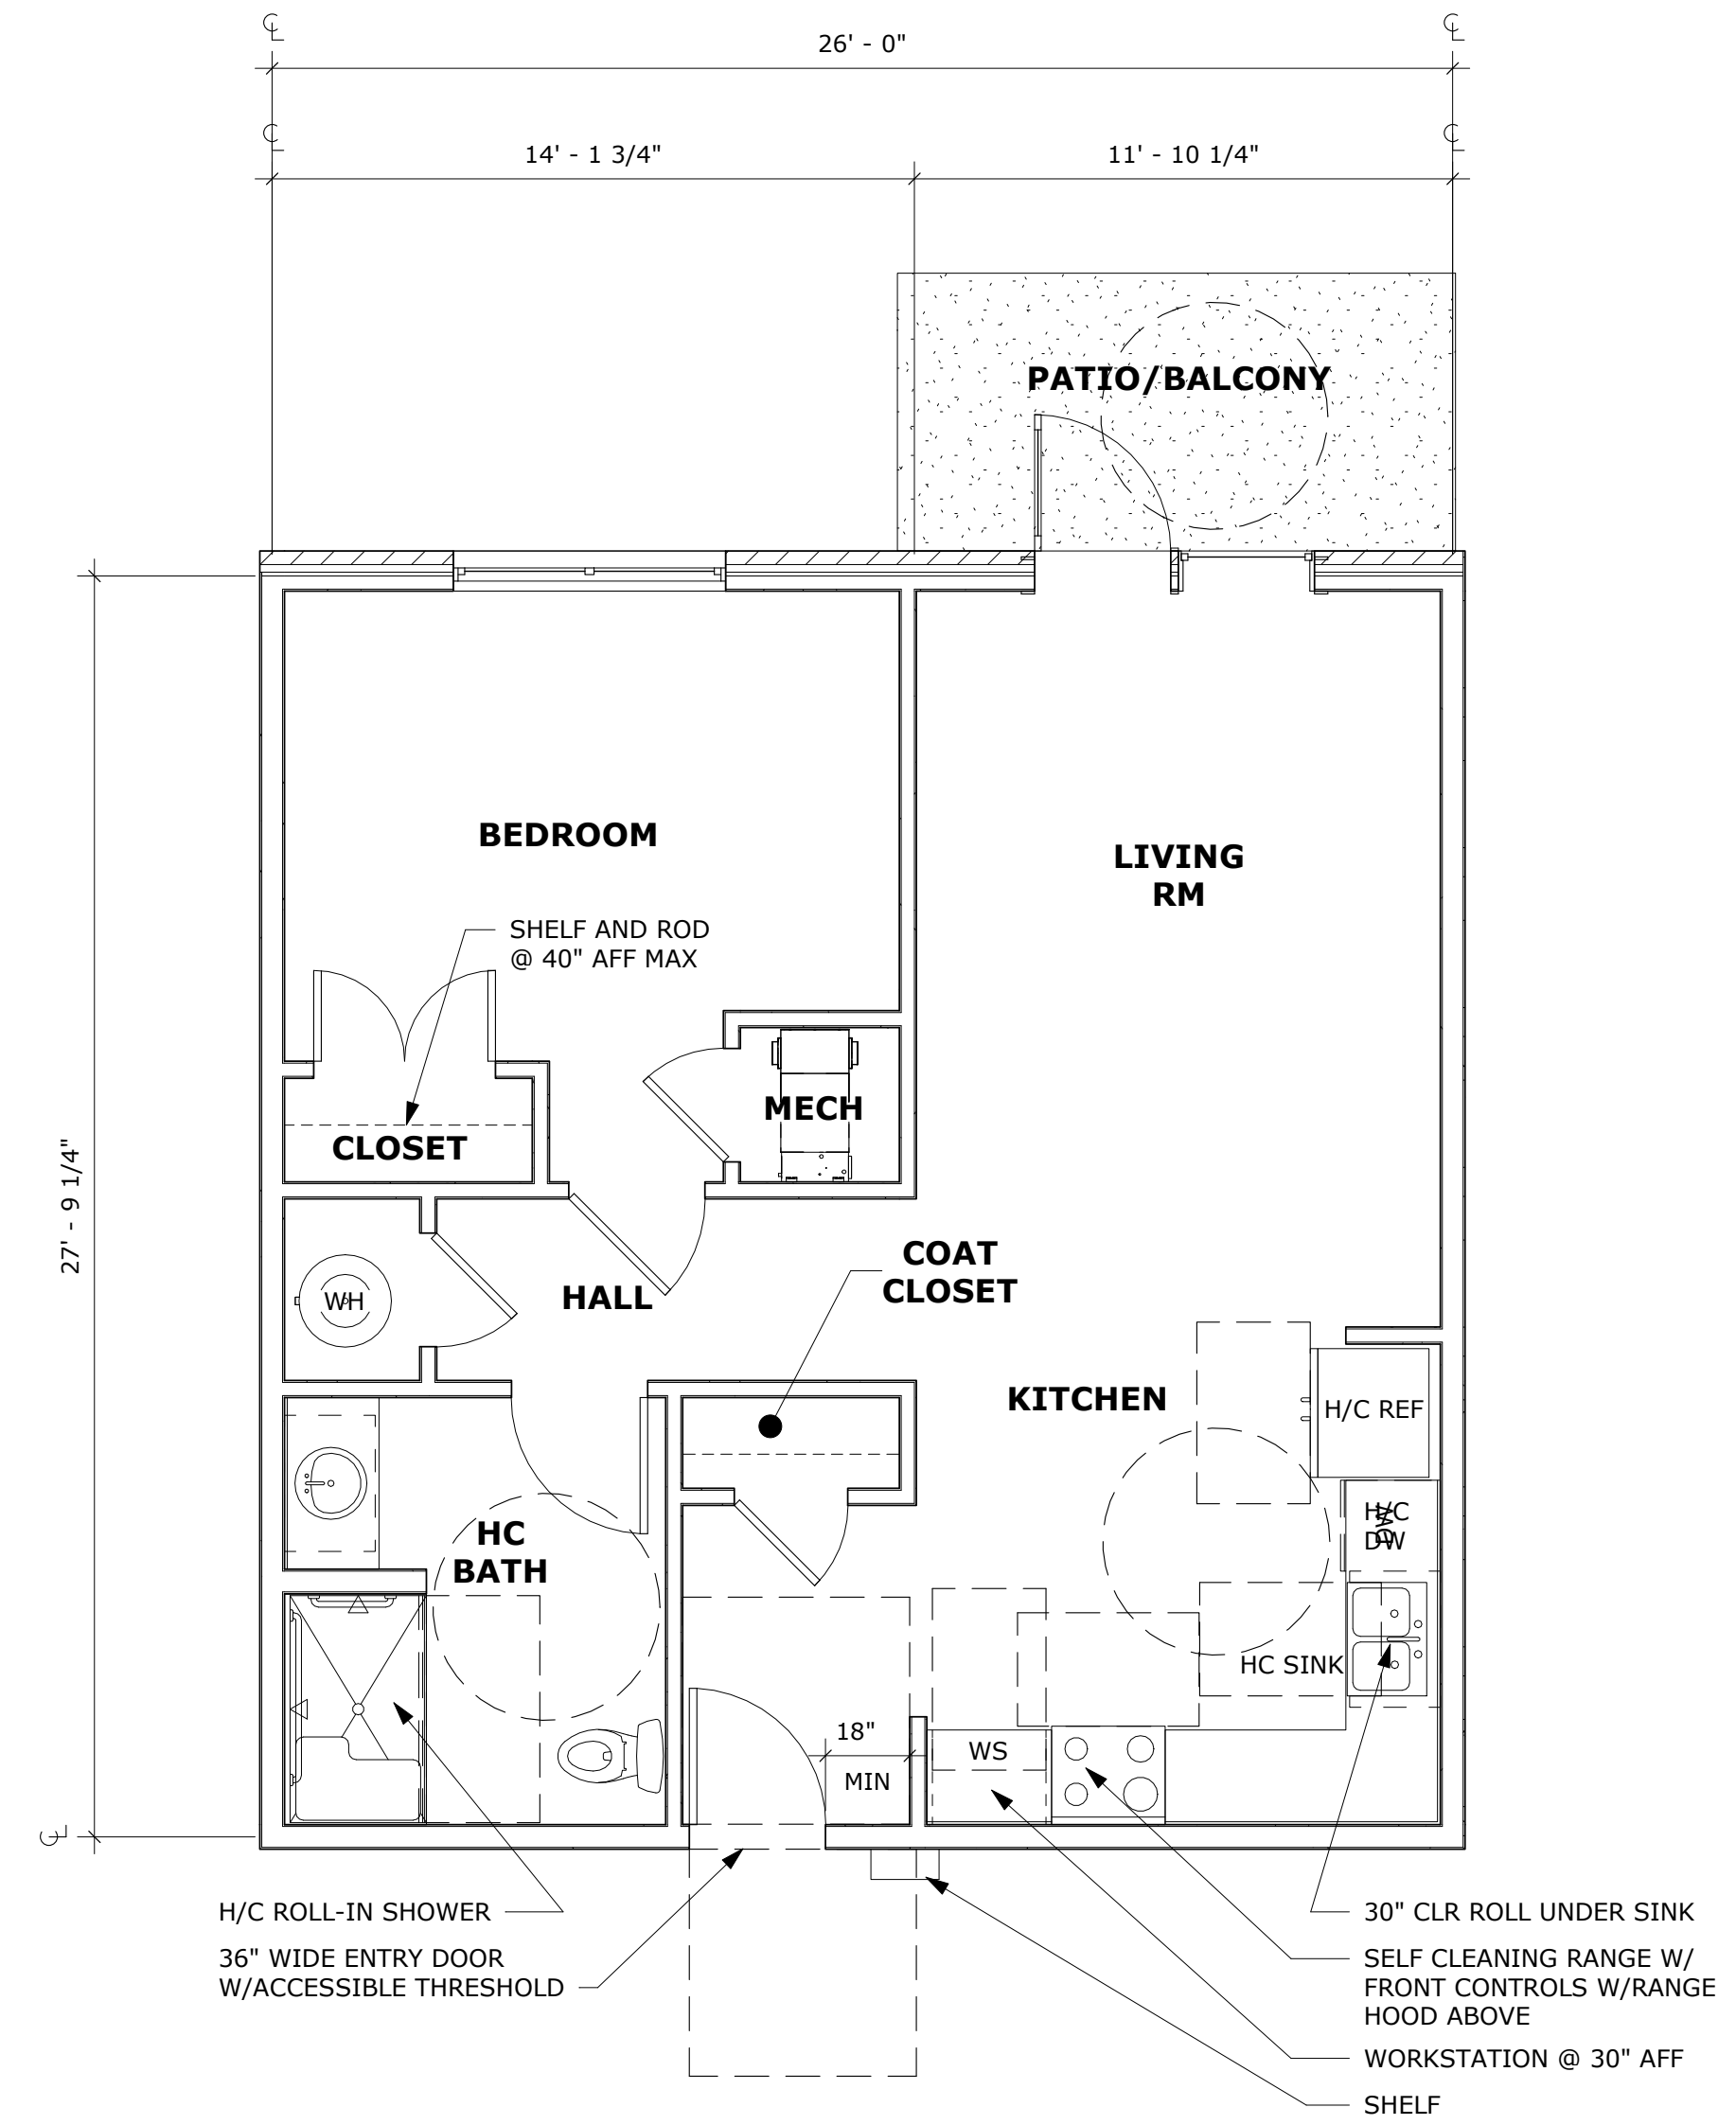 26' - 0"
14' - 1 3/4"
11' - 10 1/4"
PATIO/BALCONY
BEDROOM
LIVING
RM
SHELF AND ROD
@ 40" AFF MAX
MECH
CLOSET
27' - 9 1/4"
COAT
CLOSET
WH
HALL
KITCHEN
H/C REF
H/C
DW
DW
HC
BATH
HC SINK
18"
MIN
WS
H/C ROLL-IN SHOWER
36" WIDE ENTRY DOOR
W/ACCESSIBLE THRESHOLD
30" CLR ROLL UNDER SINK
SELF CLEANING RANGE W/
FRONT CONTROLS W/RANGE
HOOD ABOVE
WORKSTATION @ 30" AFF
SHELF